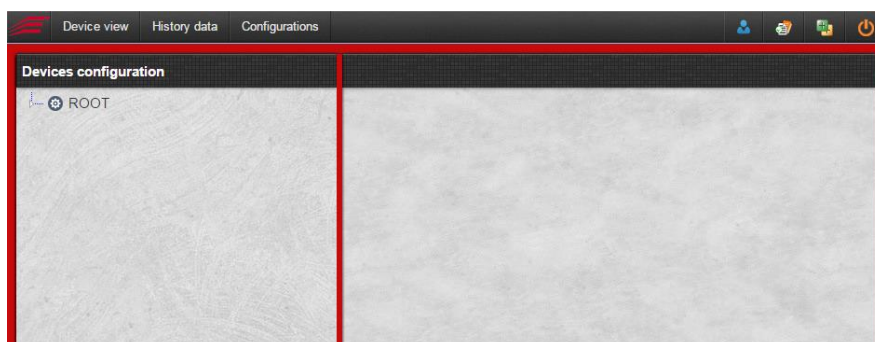 Device view History data Configurations
Devices configuration
ROOT